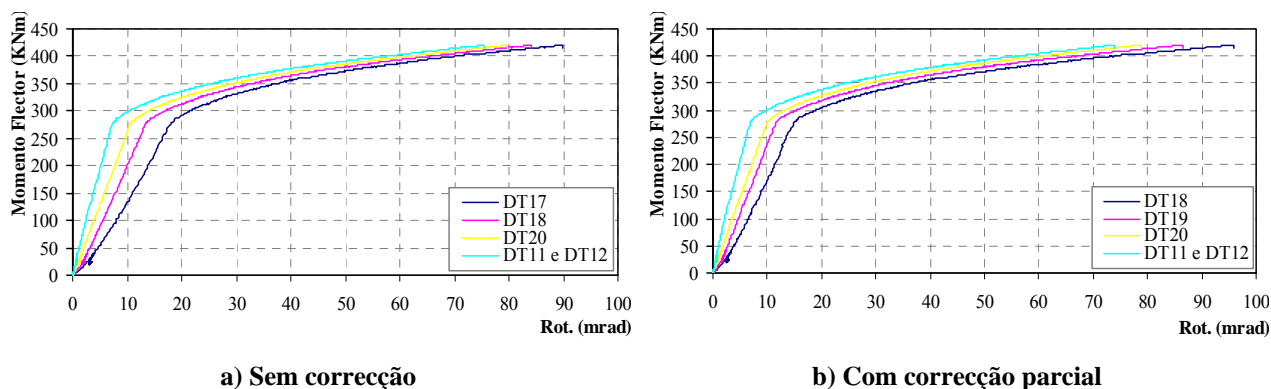 Momento Flector (KNm)
450
400
350
300
250
200
150
100
50
0
0 10 20 30 40 50 60 70 80 90 100
Rot. (mrad)
DT17
DT18
DT20
DT11 e DT12
a) Sem correcção
Momento Flector (KNm)
450
400
350
300
250
200
150
100
50
0
0 10 20 30 40 50 60 70 80 90 100
Rot. (mrad)
DT18
DT19
DT20
DT11 e DT12
b) Com correcção parcial